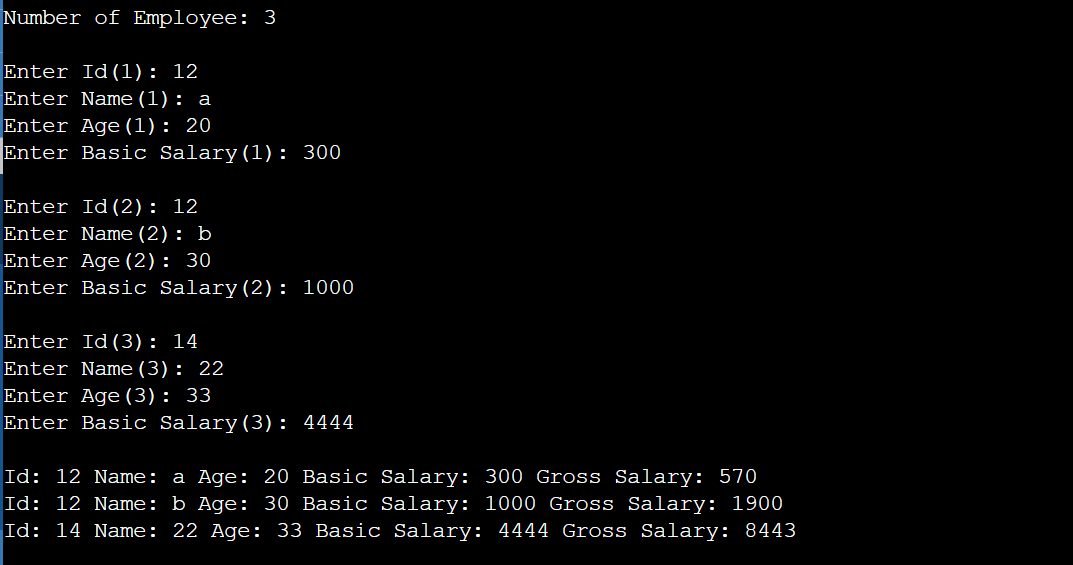 Number of Employee: 3
Enter Id(1): 12
Enter Name(1): a
Enter Age(1): 20
Enter Basic Salary(1): 300
Enter Id(2): 12
Enter Name(2): b
Enter Age(2): 30
Enter Basic Salary(2): 1000
Enter Id(3): 14
Enter Name(3): 22
Enter Age(3): 33
Enter Basic Salary(3): 4444
Id: 12 Name: a Age: 20 Basic Salary: 300 Gross Salary: 570
Id: 12 Name: b Age: 30 Basic Salary: 1000 Gross Salary: 1900
Id: 14 Name: 22 Age: 33 Basic Salary: 4444 Gross Salary: 8443